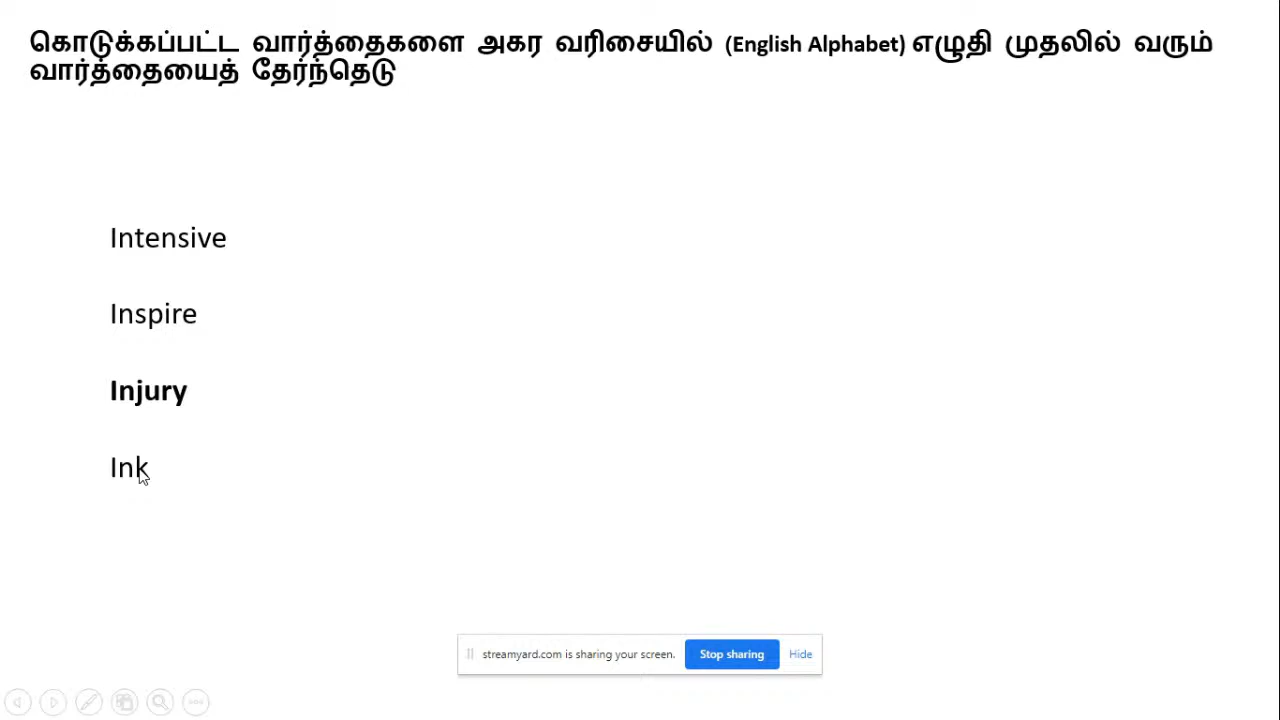 கொடுக்கப்பட்ட வார்த்தைகளை அகர வரிசையில் (English Alphabet) எழுதி முதலில் வரும்
வார்த்தையைத் தேர்ந்தெடு
Intensive
Inspire
Injury
Ink
streamyard.com is sharing your screen. Stop sharing Hide